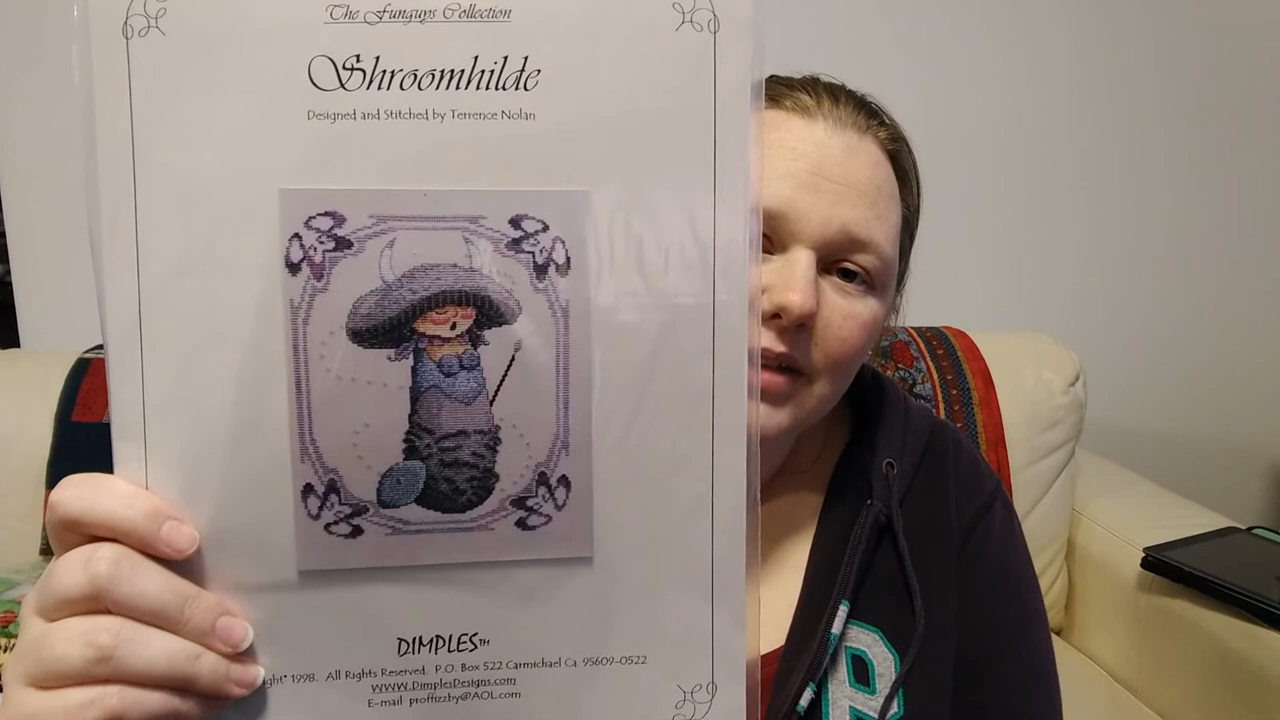 The Funguys Collection
Shroomhilde
Designed and Stitched by Terrence Nolan
DIMPLES™
ght® 1998. All Rights Reserved. P.O. Box 522 Carmichael Ca. 95609-0522
WWW.DimplesDesigns.com
E-mail proffizzby@AOL.com
P